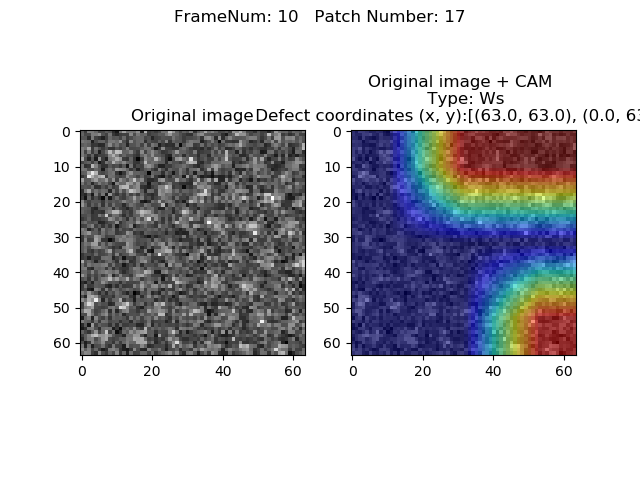 FrameNum: 10   Patch Number: 17
Original image
Original image + CAM
Type: Ws
Defect coordinates (x, y):[(63.0, 63.0), (0.0, 63
0
10
20
30
40
50
60
0 20 40 60
0
10
20
30
40
50
60
0 20 40 60